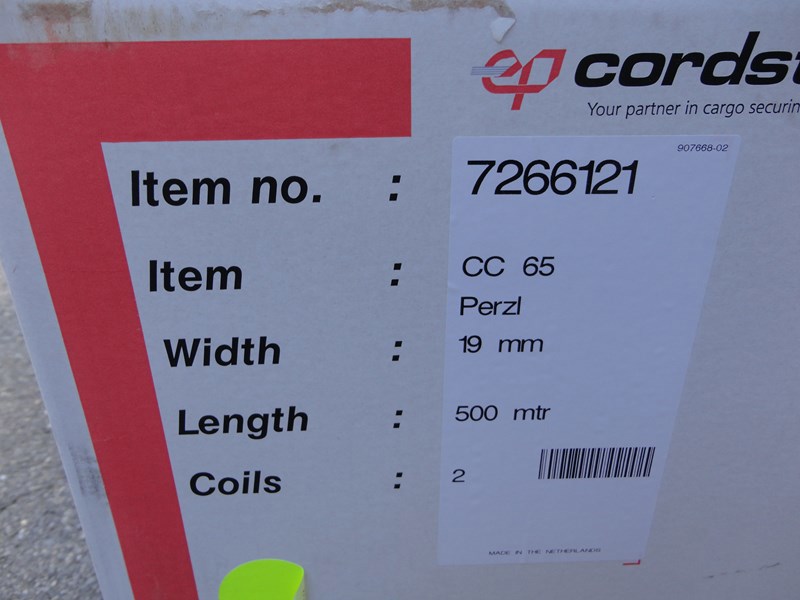 cordst
Your partner in cargo securin
907668-02
Item no. : 7266121
Item : CC 65
Perzl
Width : 19 mm
Length : 500 mtr
Coils : 2
MADE IN THE NETHERLANDS